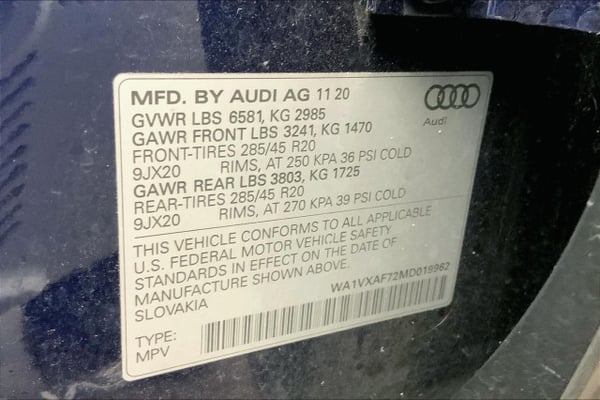 MFD. BY AUDI AG 11 20
GVWR LBS 6581, KG 2985
GAWR FRONT LBS 3241, KG 1470
FRONT-TIRES 285/45 R20
9JX20 RIMS, AT 250 KPA 36 PSI COLD
GAWR REAR LBS 3803, KG 1725
REAR-TIRES 285/45 R20
9JX20 RIMS, AT 270 KPA 39 PSI COLD
Audi
THIS VEHICLE CONFORMS TO ALL APPLICABLE
U.S. FEDERAL MOTOR VEHICLE SAFETY
STANDARDS IN EFFECT ON THE DATE OF
MANUFACTURE SHOWN ABOVE.
SLOVAKIA
WA1VXAF72MD019962
TYPE:
MPV